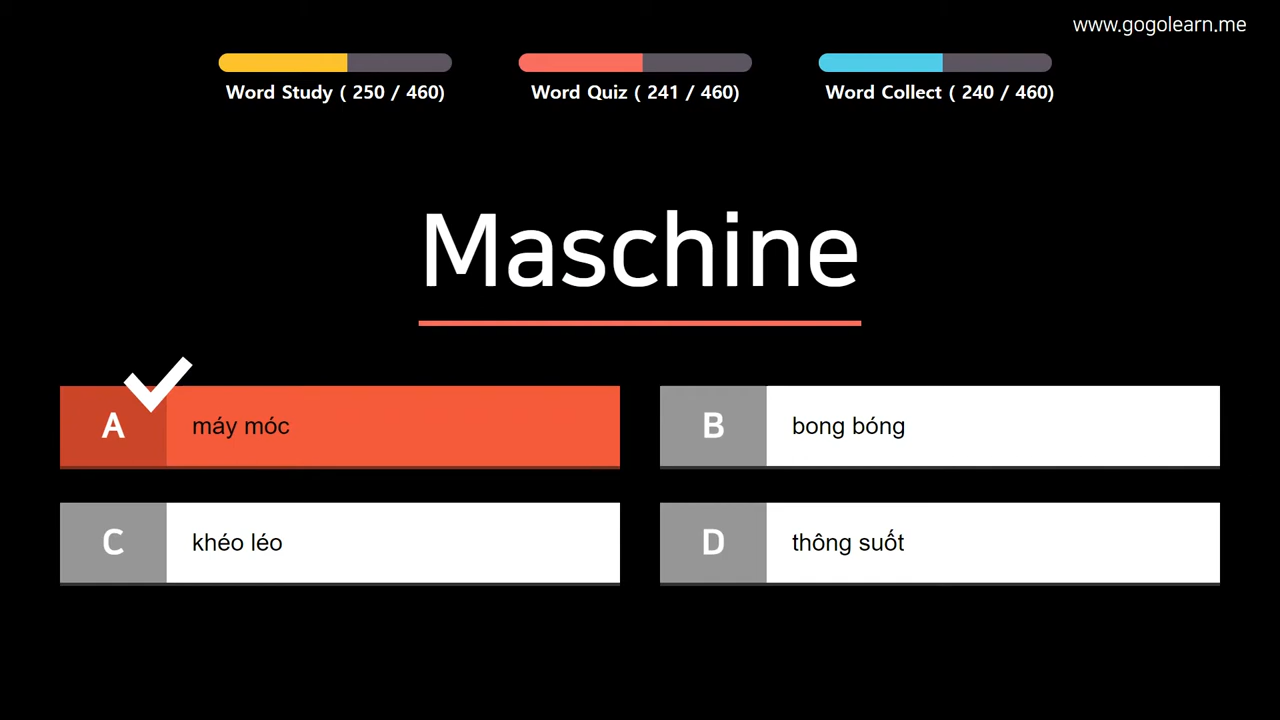 www.gogolearn.me
Word Study ( 250 / 460)
Word Quiz ( 241 / 460)
Word Collect ( 240 / 460)
Maschine
A máy móc
B bong bóng
C khéo léo
D thông suốt